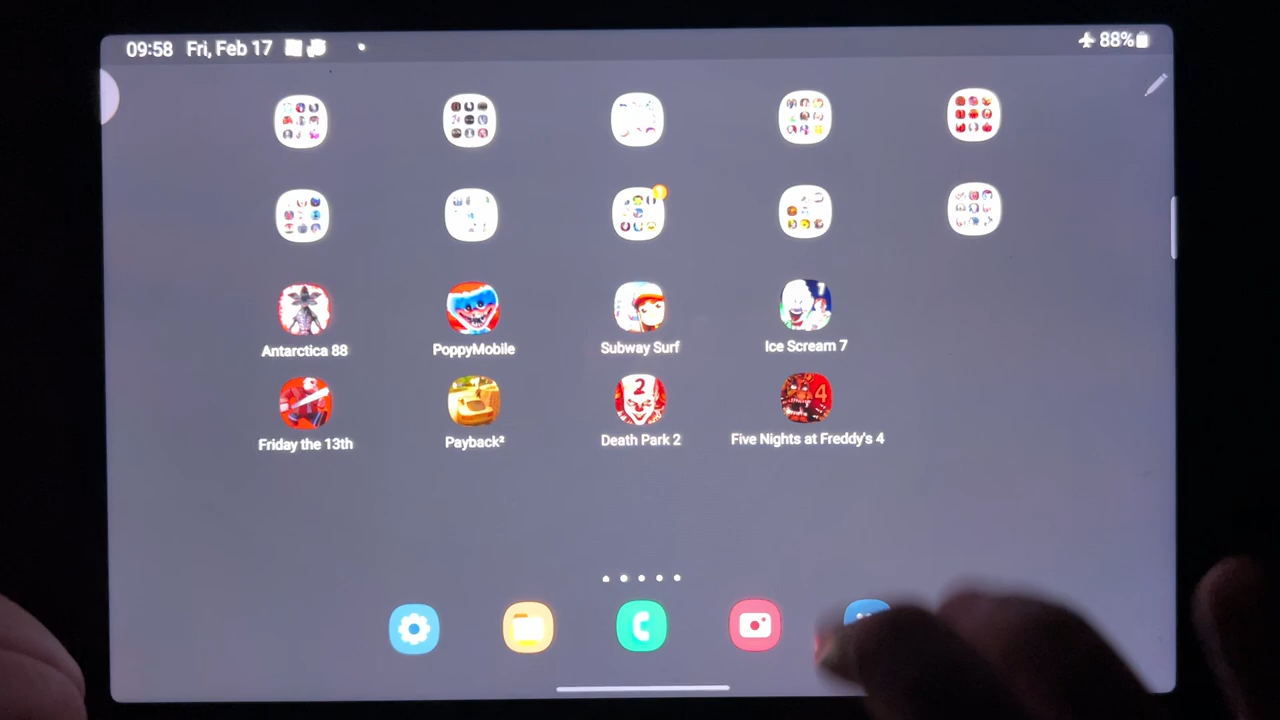 09:58 Fri, Feb 17
88%
Antarctica 88
PoppyMobile
Subway Surf
Ice Scream 7
Friday the 13th
Payback²
Death Park 2
Five Nights at Freddy's 4